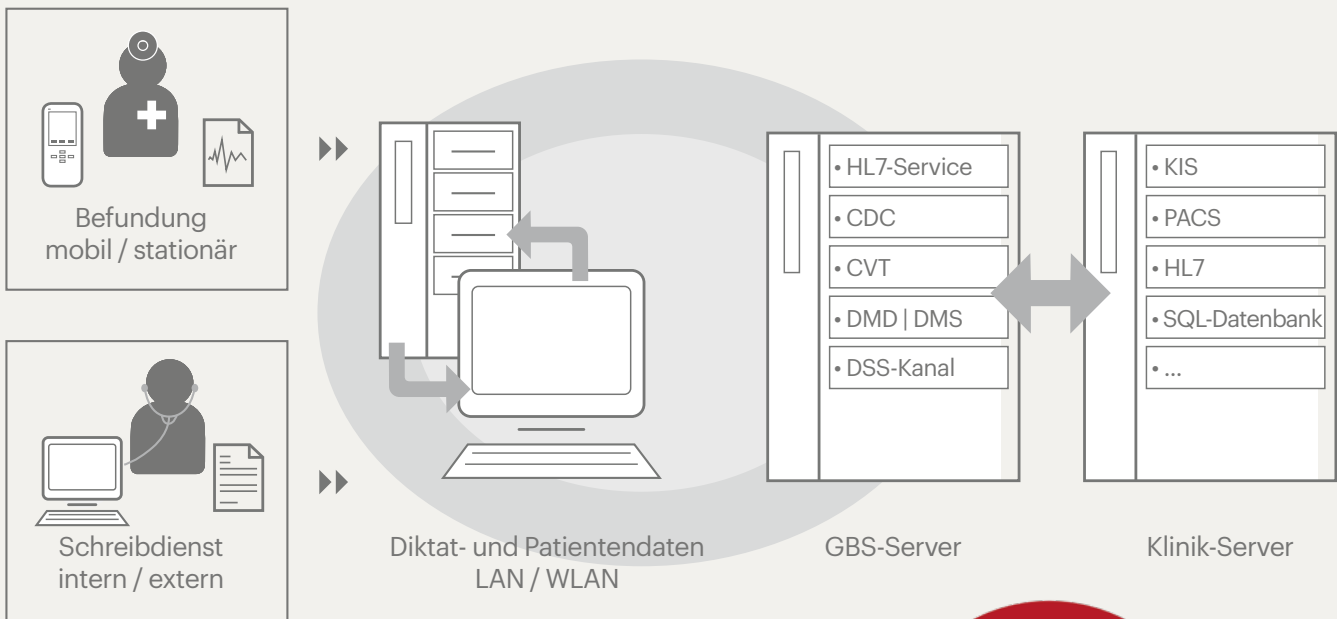 Befundung
mobil / stationär
Schreibdienst
intern / extern
Diktat- und Patientendaten
LAN / WLAN
• HL7-Service
• CDC
• CVT
• DMD | DMS
• DSS-Kanal
GBS-Server
• KIS
• PACS
• HL7
• SQL-Datenbank
• ...
Klinik-Server